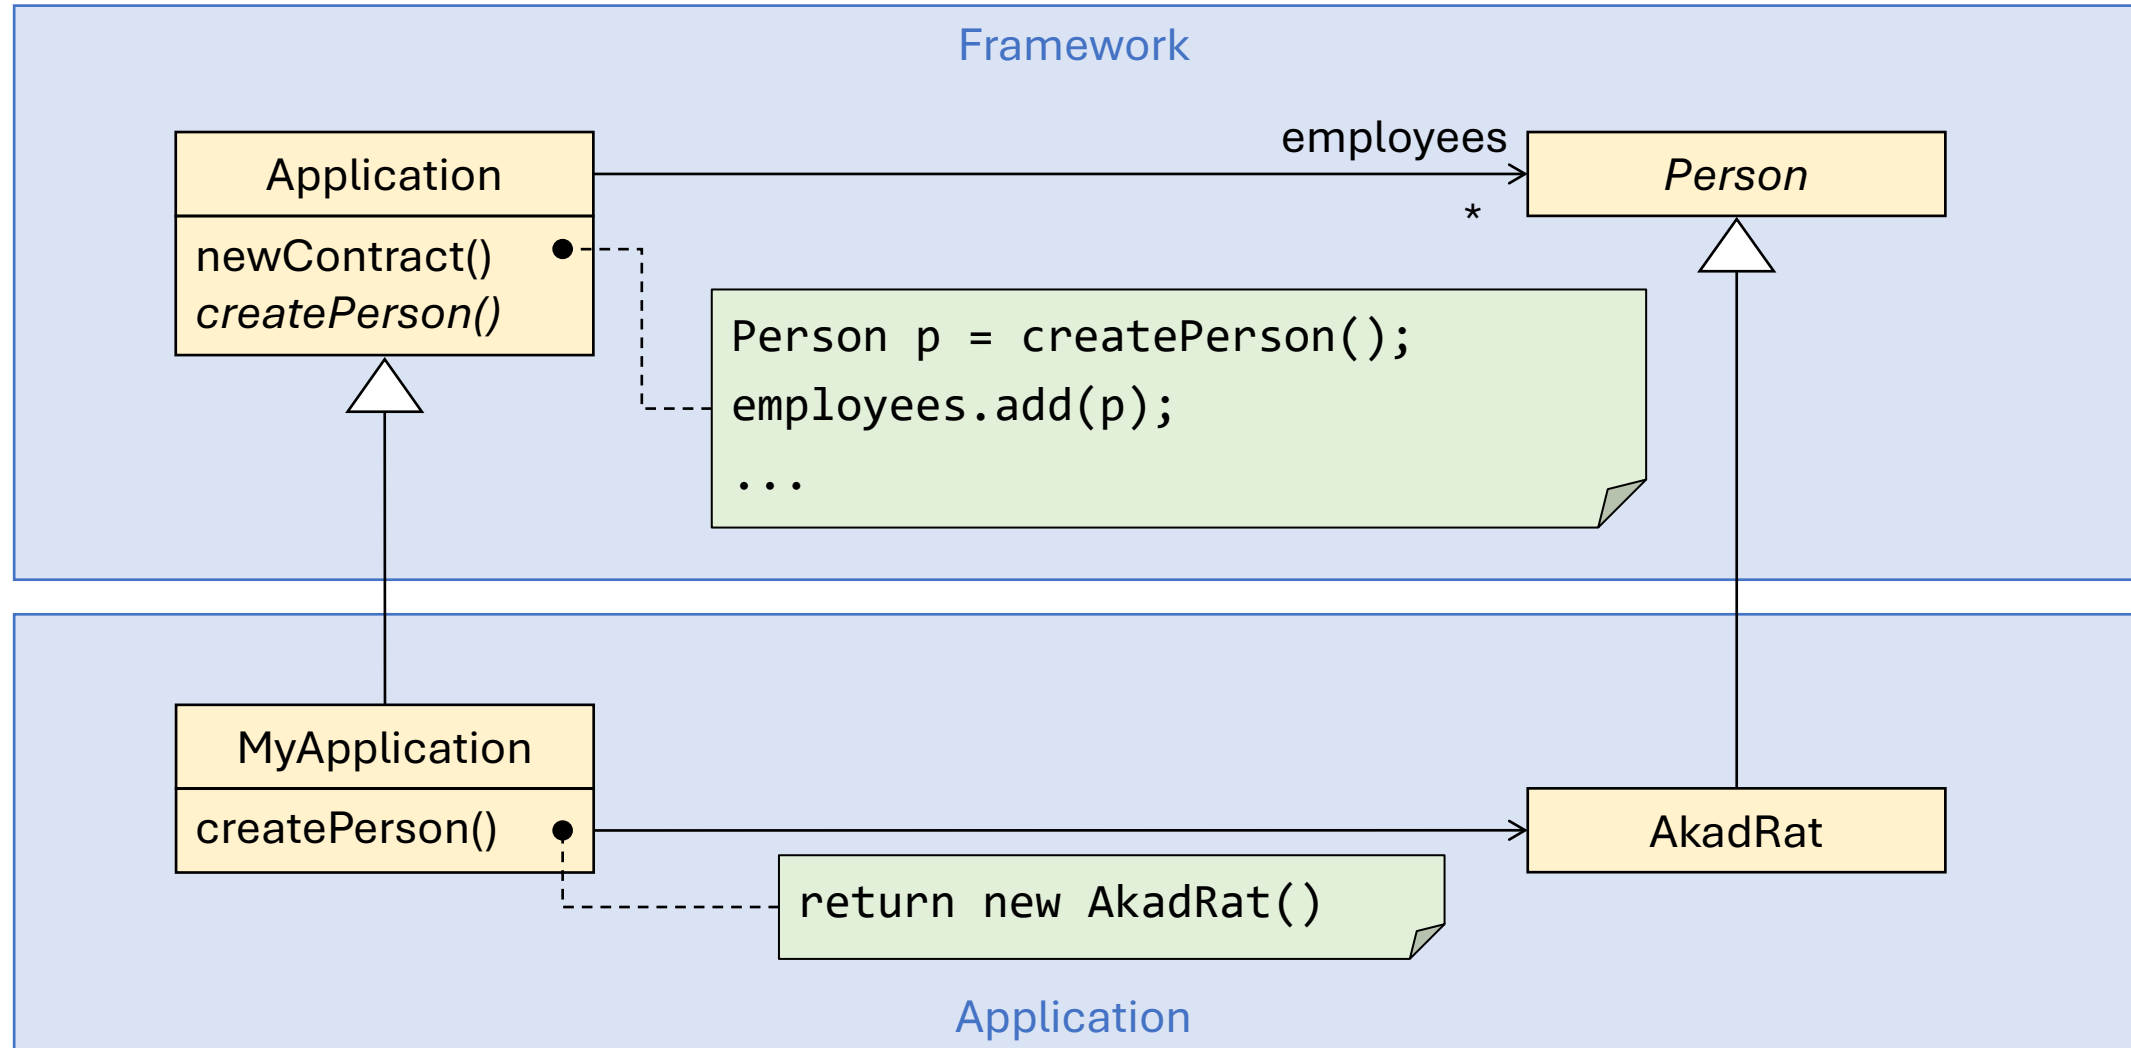 Framework
Application
newContract()
createPerson()
employees
*
Person
Person p = createPerson();
employees.add(p);
...
MyApplication
createPerson()
return new AkadRat()
AkadRat
Application